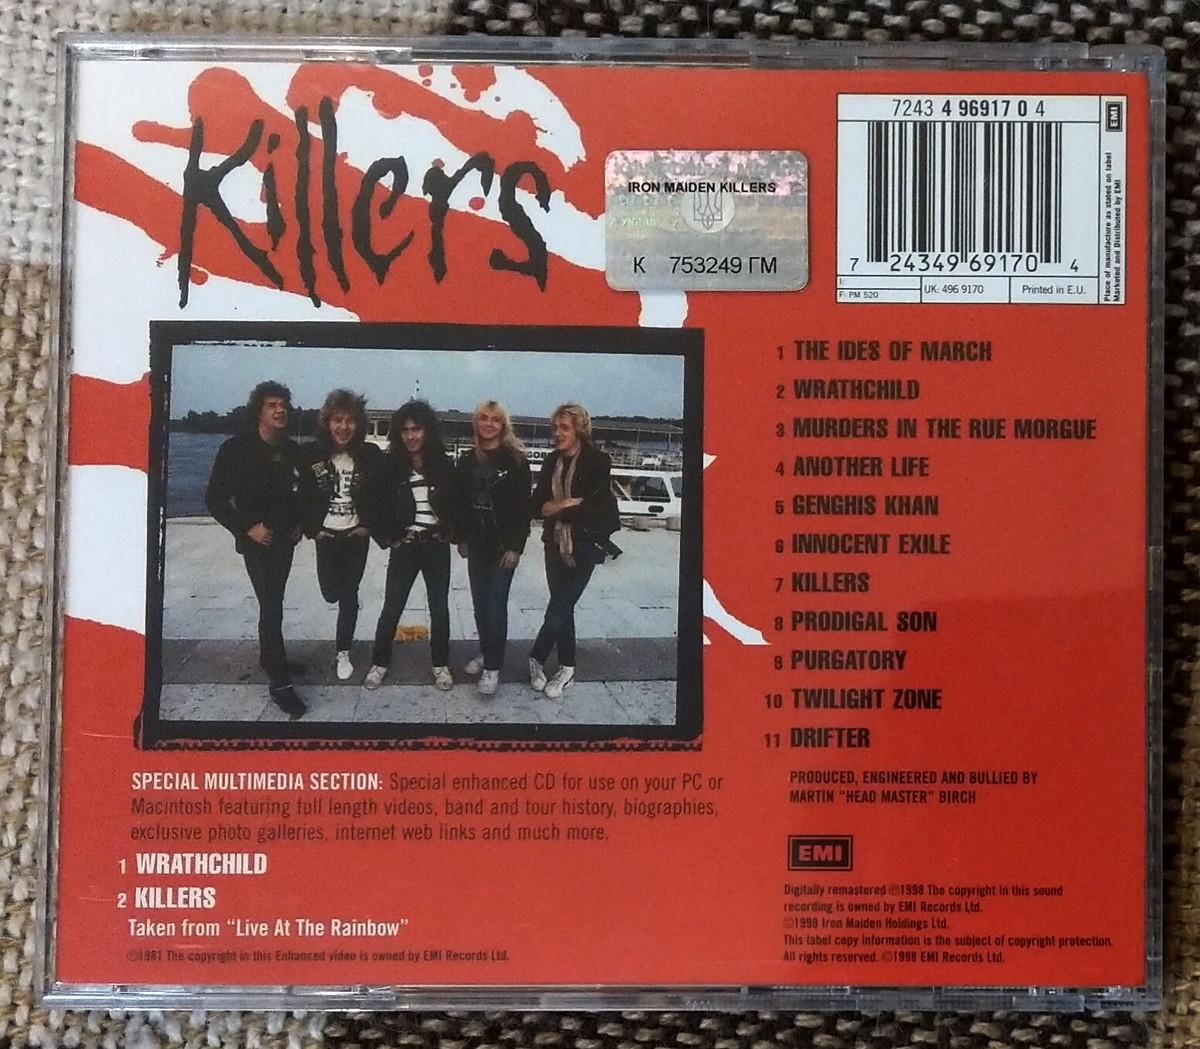 Killers
IRON MAIDEN KILLERS
К 753249 ГМ
7243 4 96917 0 4
EMI
7 24349 69170 4
F: PM 520
UK: 496 9170
Printed in E.U.
Place of manufacture as stated on label
Marketed and Distributed by EMI
1 THE IDES OF MARCH
2 WRATHCHILD
3 MURDERS IN THE RUE MORGUE
4 ANOTHER LIFE
5 GENGHIS KHAN
6 INNOCENT EXILE
7 KILLERS
8 PRODIGAL SON
9 PURGATORY
10 TWILIGHT ZONE
11 DRIFTER
PRODUCED, ENGINEERED AND BULLIED BY
MARTIN “HEAD MASTER” BIRCH
SPECIAL MULTIMEDIA SECTION: Special enhanced CD for use on your PC or
Macintosh featuring full length videos, band and tour history, biographies,
exclusive photo galleries, internet web links and much more.
1 WRATHCHILD
2 KILLERS
Taken from “Live At The Rainbow”
©1981 The copyright in this Enhanced video is owned by EMI Records Ltd.
EMI
Digitally remastered ℗1998 The copyright in this sound
recording is owned by EMI Records Ltd.
©1998 Iron Maiden Holdings Ltd.
This label copy information is the subject of copyright protection.
All rights reserved. ©1998 EMI Records Ltd.